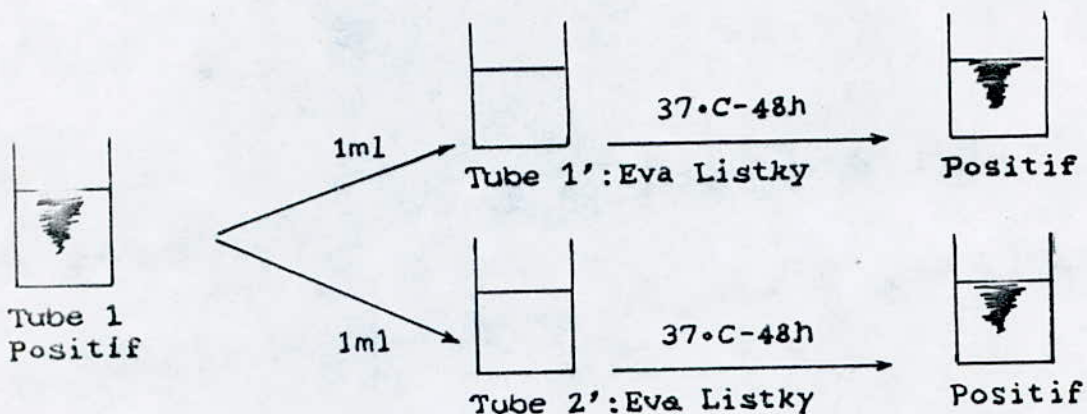 1ml
37•C-48h
Tube 1':Eva Listky
Positif
Tube 1
Positif
1ml
37•C-48h
Tube 2':Eva Listky
Positif